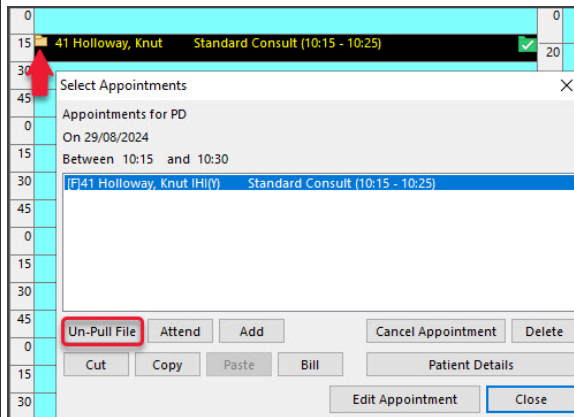 0 0
15 41 Holloway, Knut Standard Consult (10:15 - 10:25) 20
30
Select Appointments
45
Appointments for PD
0
On 29/08/2024
15
Between 10:15 and 10:30
30 [F]41 Holloway, Knut IHI(Y) Standard Consult (10:15 - 10:25)
45
0
15
30
45
Un-Pull File Attend Add Cancel Appointment Delete
0
Cut Copy Paste Bill Patient Details
15
30 Edit Appointment Close